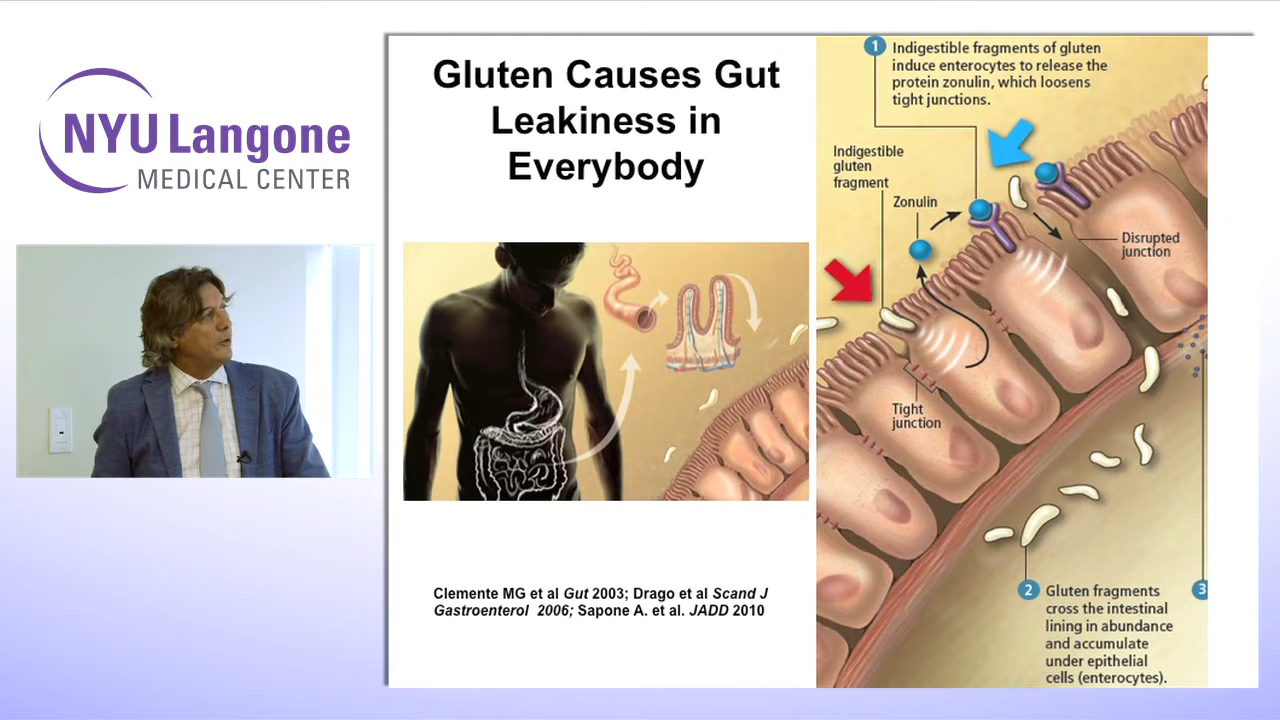 NYU Langone
MEDICAL CENTER
Gluten Causes Gut
Leakiness in
Everybody
Clemente MG et al Gut 2003; Drago et al Scand J
Gastroenterol 2006; Sapone A. et al. JADD 2010
1
Indigestible fragments of gluten
induce enterocytes to release the
protein zonulin, which loosens
tight junctions.
Indigestible
gluten
fragment
Zonulin
Disrupted
junction
Tight
junction
2
Gluten fragments
cross the intestinal
lining in abundance
and accumulate
under epithelial
cells (enterocytes).
3